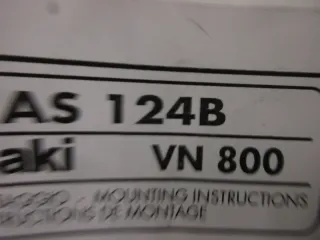 AS 124B
aki VN 800
MOUNTING INSTRUCTIONS
DE MONTAGE